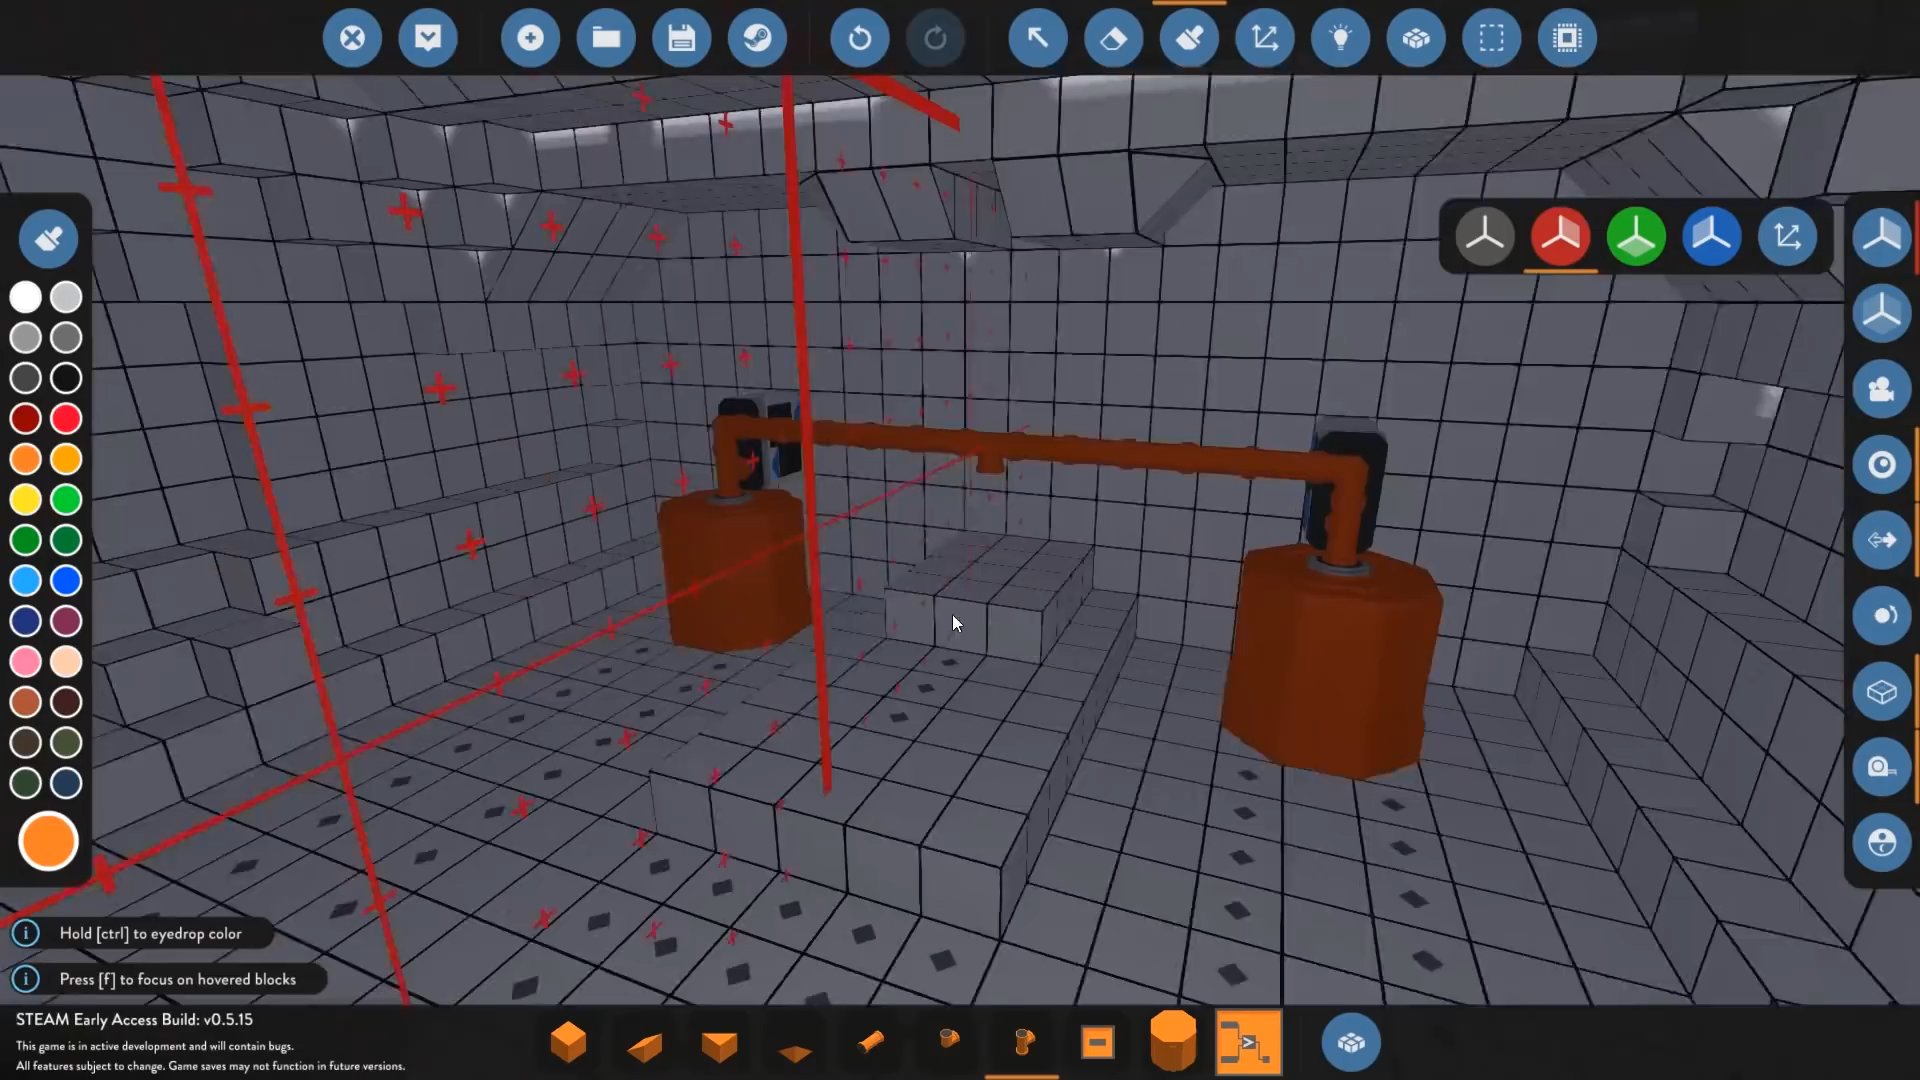 Hold [ctrl] to eyedrop color
Press [f] to focus on hovered blocks
STEAM Early Access Build: v0.5.15
This game is in active development and will contain bugs.
All features subject to change. Game saves may not function in future versions.